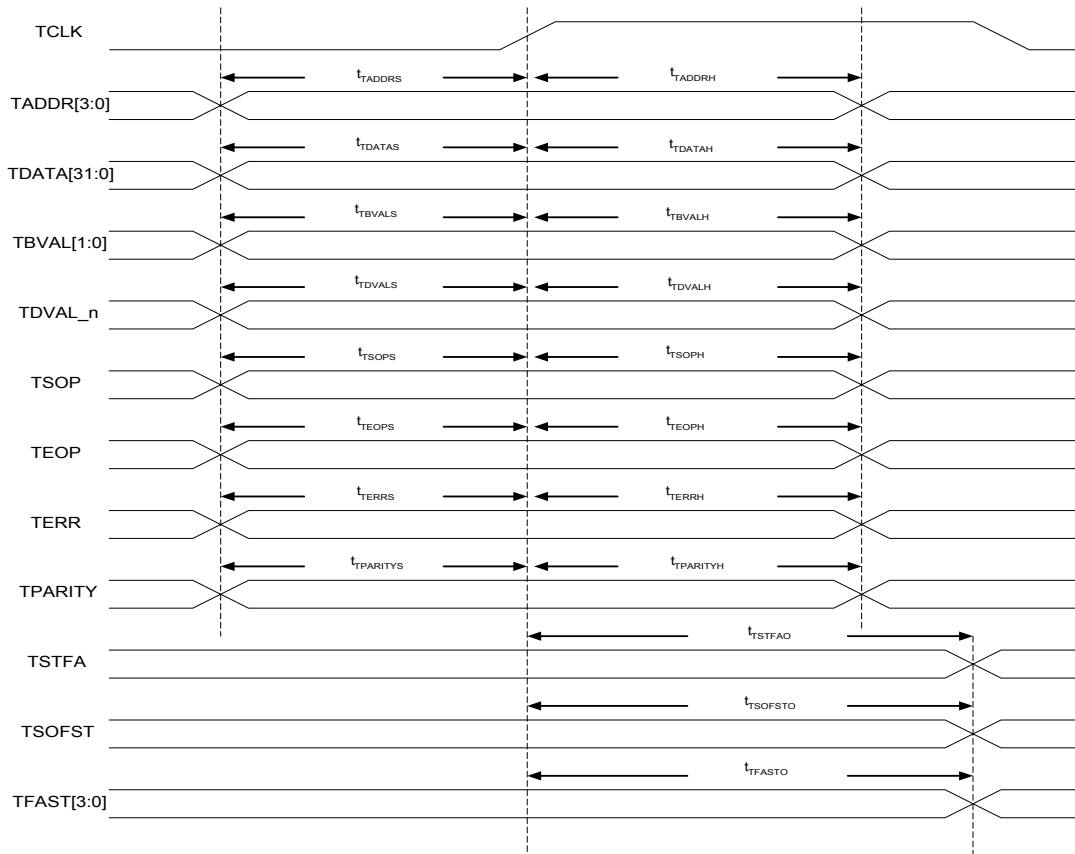 TCLK
tTADDRS tTADDRH
TADDR[3:0]
tTDATAS tTDATAH
TDATA[31:0]
tTBVALS tTBVALH
TBVAL[1:0]
tTDVALS tTDVALH
TDVAL_n
tTSOPS tTSOPH
TSOP
tTEOPS tTEOPH
TEOP
tTERRS tTERRH
TERR
tTPARITYS tTPARITYH
TPARITY
tTSTFAO
TSTFA
tTSOFSTO
TSOFST
tTFASTO
TFAST[3:0]